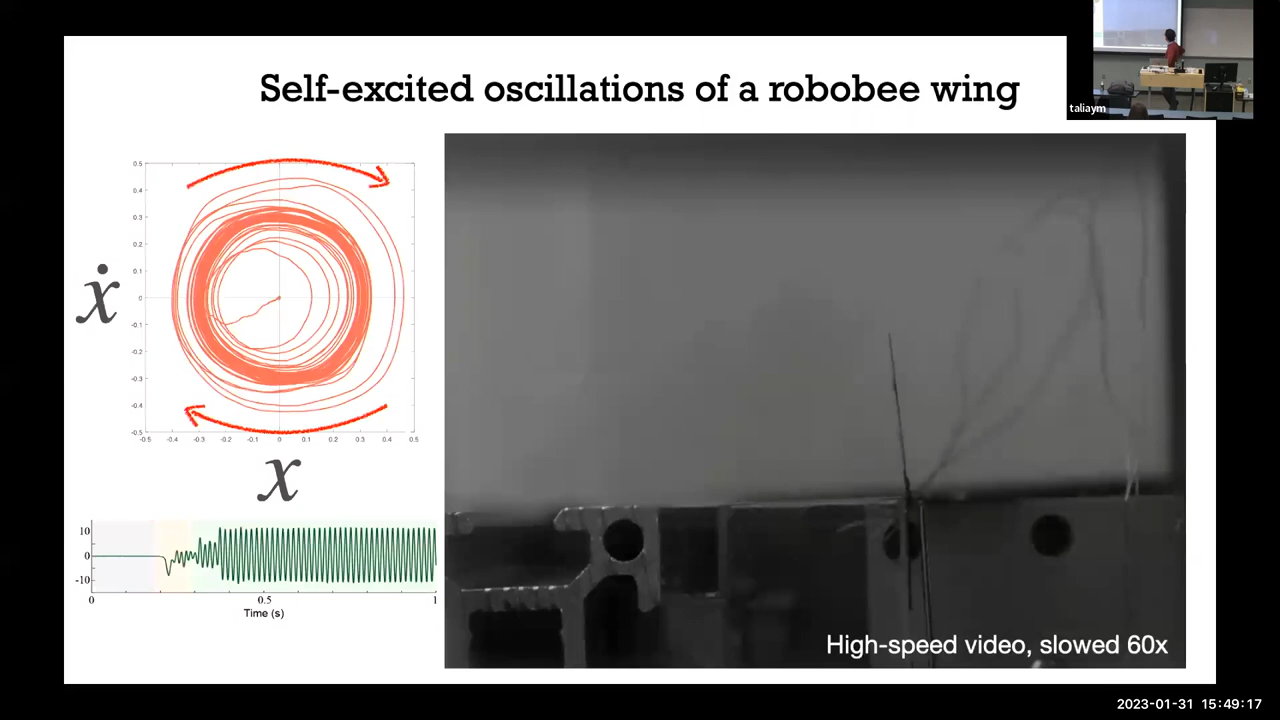 Self-excited oscillations of a robobee wing
taliaym
0.5
0.4
0.3
0.2
0.1
0
-0.1
-0.2
-0.3
-0.4
-0.5
-0.5 -0.4 -0.3 -0.2 -0.1 0 0.1 0.2 0.3 0.4 0.5
ẋ
x
10
0
-10
0 0.5 1
Time (s)
High-speed video, slowed 60x
2023-01-31 15:49:17